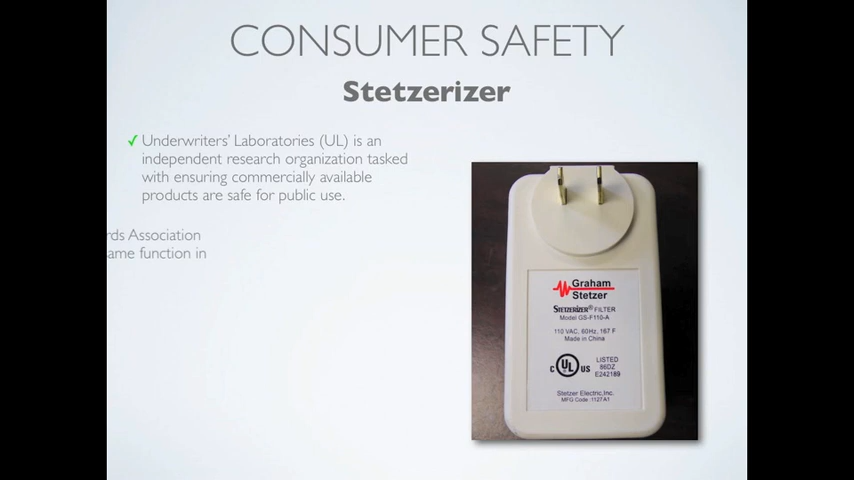 CONSUMER SAFETY
Stetzerizer
✓ Underwriters' Laboratories (UL) is an
independent research organization tasked
with ensuring commercially available
products are safe for public use.
rds Association
ame function in
Graham
Stetzer
STETZERIZER® FILTER
Model GS-F110-A
110 VAC, 60Hz, 167 F
Made in China
C UL US
LISTED
86DZ
E242189
Stetzer Electric,Inc.
MFG Code: 1127A1